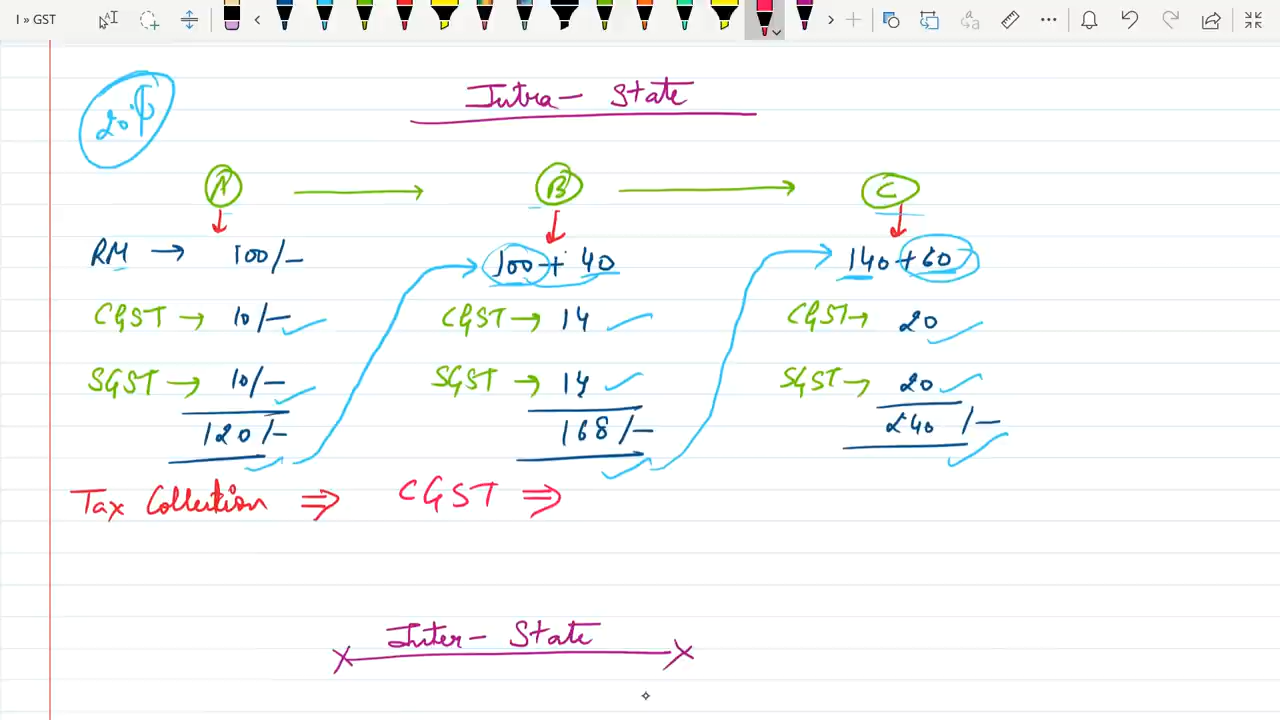 I » GST
Intra- State
20%
A B C
RM → 100/- 100 + 40 140 + 60
CGST → 10/- CGST → 14 CGST → 20
SGST → 10/- SGST → 14 SGST → 20
120/- 168/- 240/-
Tax Collection ⇒ CGST ⇒
Inter- State